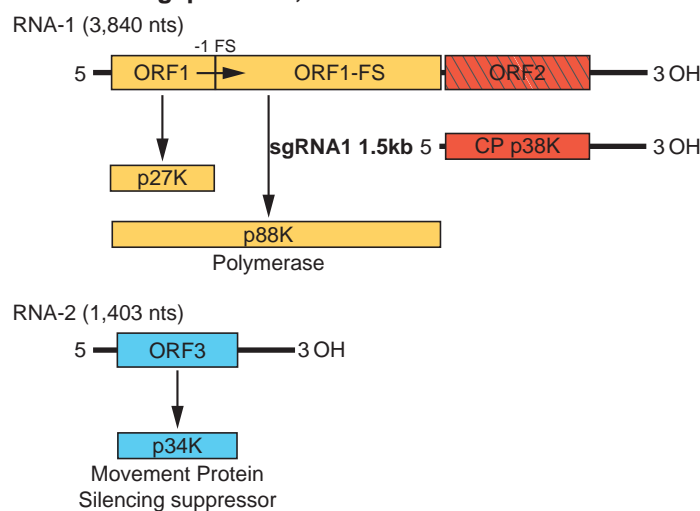 RNA-1 (3,840 nts)
-1 FS
5 ORF1 ORF1-FS ORF2 3 OH
sgRNA1 1.5kb 5 CP p38K 3 OH
p27K
p88K
Polymerase
RNA-2 (1,403 nts)
5 ORF3 3 OH
p34K
Movement Protein
Silencing suppressor